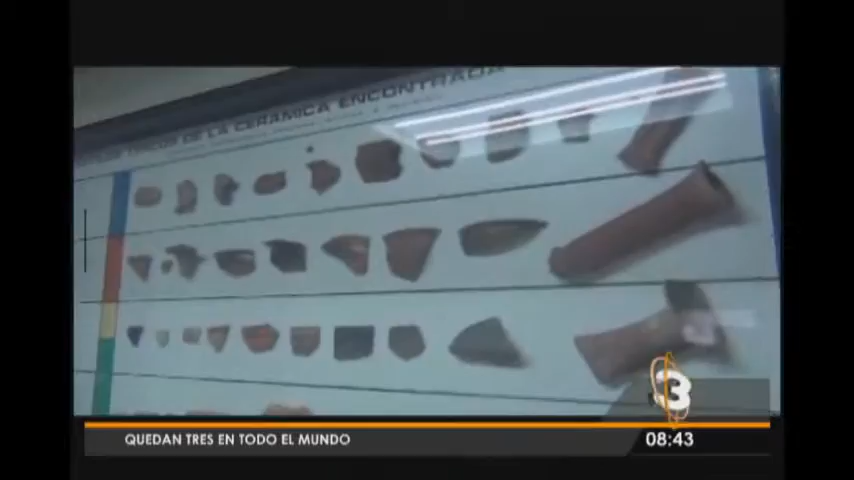 DE LA CERÁMICA ENCONTRADA
3
QUEDAN TRES EN TODO EL MUNDO
08:43